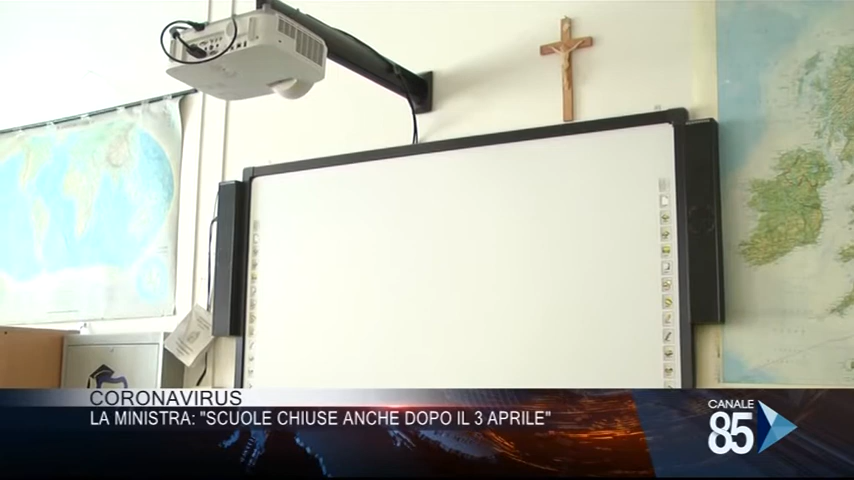 CORONAVIRUS
LA MINISTRA: "SCUOLE CHIUSE ANCHE DOPO IL 3 APRILE"
CANALE
85